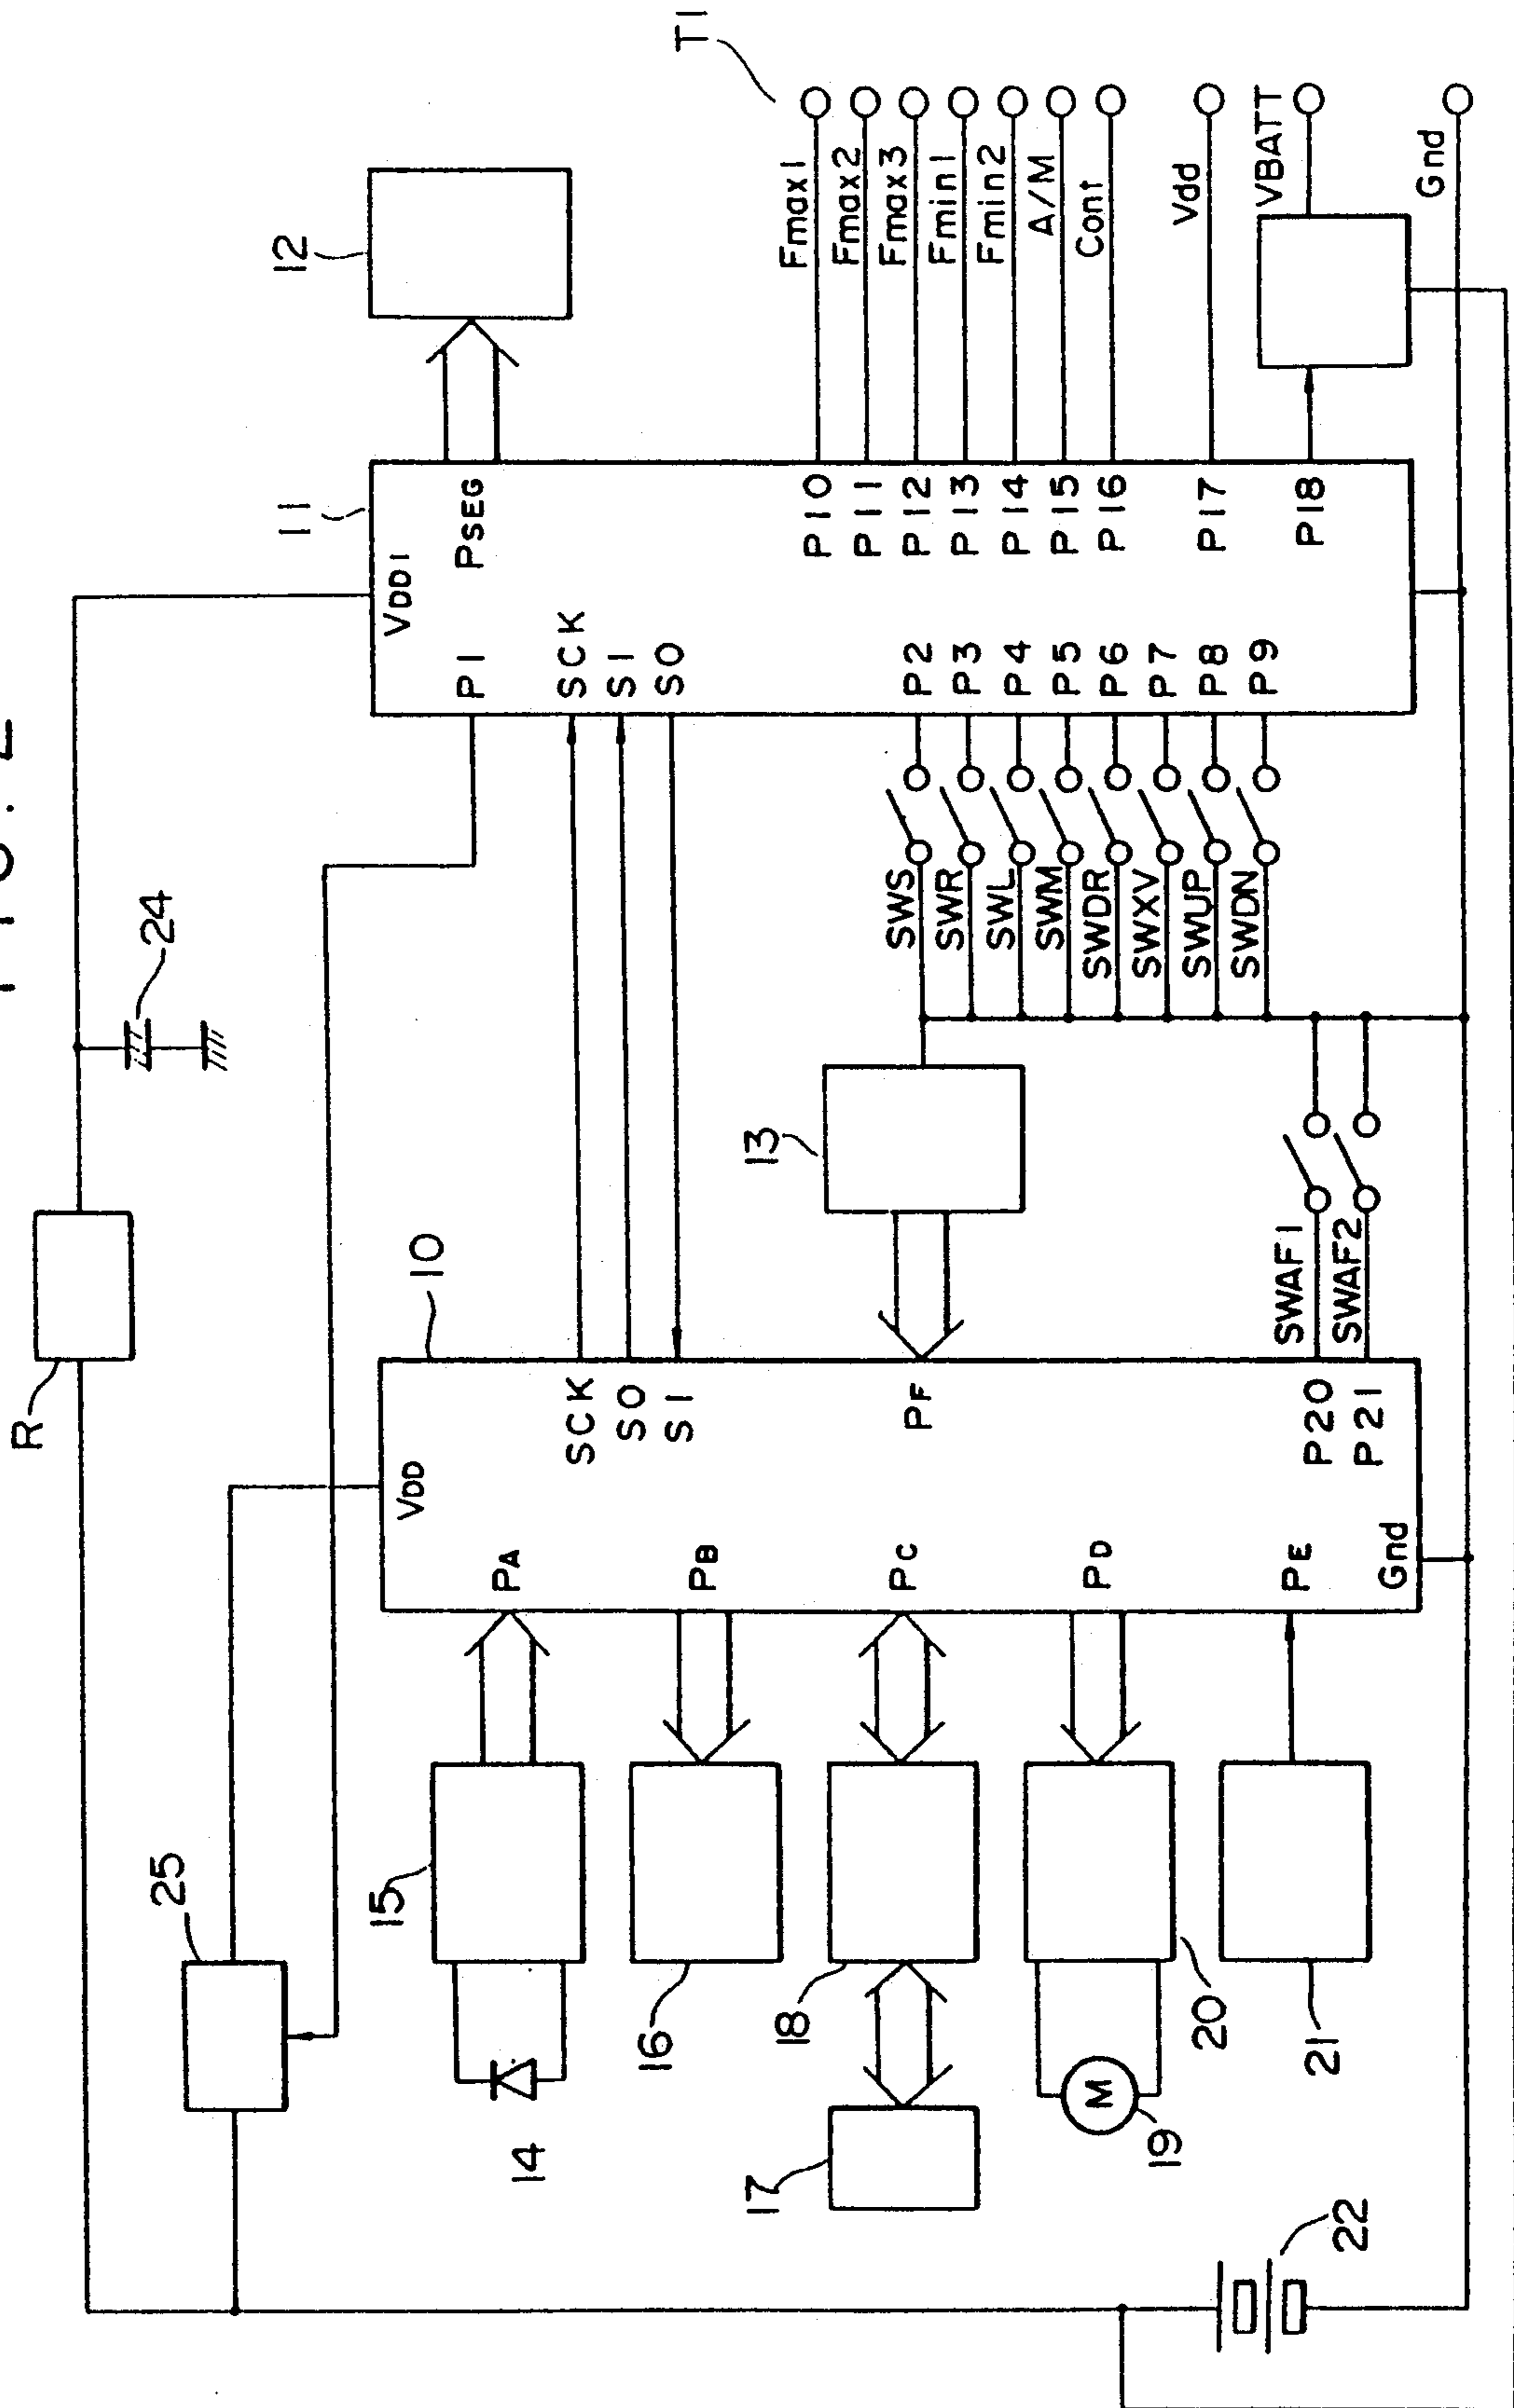 FIG. 2
R
24
25
VDD
VDD1
10
11
12
P1
PSEG
SCK
SO
SI
SCK
SI
SO
PA
PB
PC
PD
PE
Gnd
PF
P20
P21
SWAF1
SWAF2
13
14
15
16
17
18
19
M
20
21
22
SWS
SWR
SWL
SWM
SWDR
SWXV
SWUP
SWDN
P2
P3
P4
P5
P6
P7
P8
P9
P10
P11
P12
P13
P14
P15
P16
P17
P18
Fmax1
Fmax2
Fmax3
Fmin1
Fmin2
A/M
Cont
Vdd
VBATT
Gnd
T1